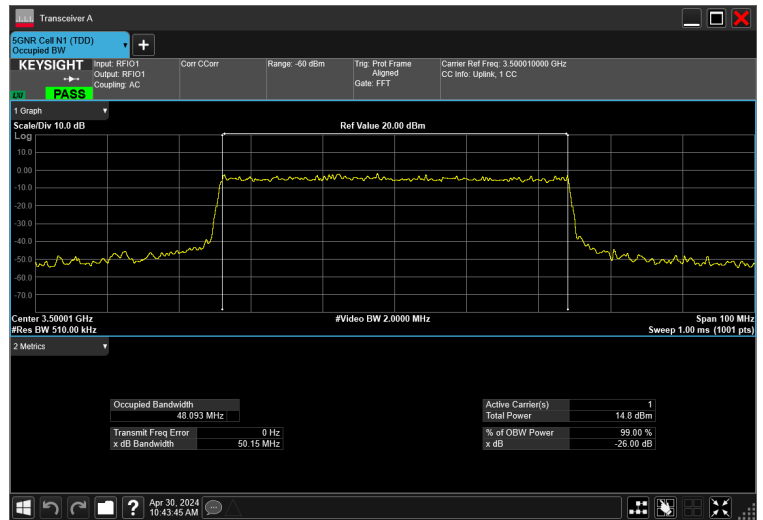 Transceiver A
5GNR Cell N1 (TDD)
Occupied BW
KEYSIGHT
LXI
PASS
Input: RFIO1
Output: RFIO1
Coupling: AC
Corr CCorr
Range: -60 dBm
Trig: Prot Frame
Aligned
Gate: FFT
Carrier Ref Freq: 3.500010000 GHz
CC Info: Uplink, 1 CC
1 Graph
Scale/Div 10.0 dB
Ref Value 20.00 dBm
Log
10.0
0.00
-10.0
-20.0
-30.0
-40.0
-50.0
-60.0
-70.0
Center 3.50001 GHz
#Video BW 2.0000 MHz
Span 100 MHz
#Res BW 510.00 kHz
Sweep 1.00 ms (1001 pts)
2 Metrics
Occupied Bandwidth
48.093 MHz
Transmit Freq Error 0 Hz
x dB Bandwidth 50.15 MHz
Active Carrier(s) 1
Total Power 14.8 dBm
% of OBW Power 99.00 %
x dB -26.00 dB
?
Apr 30, 2024
10:43:45 AM